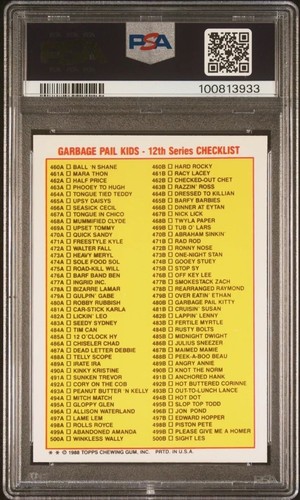 PSA
100813933
GARBAGE PAIL KIDS - 12th Series CHECKLIST
460A □ BALL 'N SHANE
461A □ MARA THON
462A □ HALF PRICE
463A □ PHOOEY TO HUGH
464A □ TONGUE TIED TEDDY
465A □ UPSY DAISYS
466A □ SEASICK CECIL
467A □ TONGUE IN CHICO
468A □ MUMMIFIED CLYDE
469A □ UPSET TOMMY
470A □ QUICK SANDY
471A □ FREESTYLE KYLE
472A □ WALTER FALL
473A □ HEAVY MERYL
474A □ SOLE FOOD SOL
475A □ ROAD-KILL WILL
476A □ BARF BAND BEN
477A □ INGRID INC.
478A □ BIZARRE LAMAR
479A □ GULPIN' GABE
480A □ ROBBY RUBBISH
481A □ CAR-STICK KARLA
482A □ LICKIN' LEO
483A □ SEEDY SYDNEY
484A □ TIM CAN
485A □ 12 O'CLOCK HY
486A □ CHISELER CHAD
487A □ DEAD LETTER DEBBIE
488A □ TELLY SCOPE
489A □ IRATE IRA
490A □ KINKY KRISTINE
491A □ SUNKEN TREVOR
492A □ CORY ON THE COB
493A □ PEANUT BUTTER 'N KELLY
494A □ MITCH MATCH
495A □ GLOPPY GLEN
496A □ ALLISON WATERLAND
497A □ LAME LEM
498A □ ROLLS ROYCE
499A □ ABANDONED AMANDA
500A □ WINKLESS WALLY
460B □ HARD ROCKY
461B □ RACY LACEY
462B □ CHECKED-OUT CHET
463B □ RAZZIN' ROSS
464B □ DRESSED TO KILLIAN
465B □ BARFY BARBIES
466B □ DINNER AT EYTAN
467B □ NICK LICK
468B □ TWYLA PAPER
469B □ TUB O' LARS
470B □ ABRAHAM SINKIN'
471B □ RAD ROD
472B □ RONNY NOSE
473B □ ONE-NIGHT STAN
474B □ GOOEY STUEY
475B □ STOP SY
476B □ OFF KEY LEE
477B □ SMOKESTACK ZACH
478B □ REARRANGED RAYMOND
479B □ OVER EATIN' ETHAN
480B □ GARBAGE PAIL KITTY
481B □ CRUISIN' SUSAN
482B □ LAPPIN' LENNY
483B □ FERTILE MYRTLE
484B □ RUSTY BOLTS
485B □ MIDNIGHT DWIGHT
486B □ JULIUS SNEEZER
487B □ MAIMED MAMIE
488B □ PEEK-A-BOO BEAU
489B □ ANGRY ANNIE
490B □ KNOT THE NORM
491B □ ANCHORED HANK
492B □ HOT BUTTERED CORINNE
493B □ OUT-TO-LUNCH LANCE
494B □ HOT DOT
495B □ SLOP TOP TODD
496B □ JON POND
497B □ EDWARD HOPPER
498B □ PISTON PETE
499B □ PLEASE GIVE ME A HOMER
500B □ SIGHT LES
★ ★ © 1988 TOPPS CHEWING GUM, INC. PRTD. IN U.S.A.